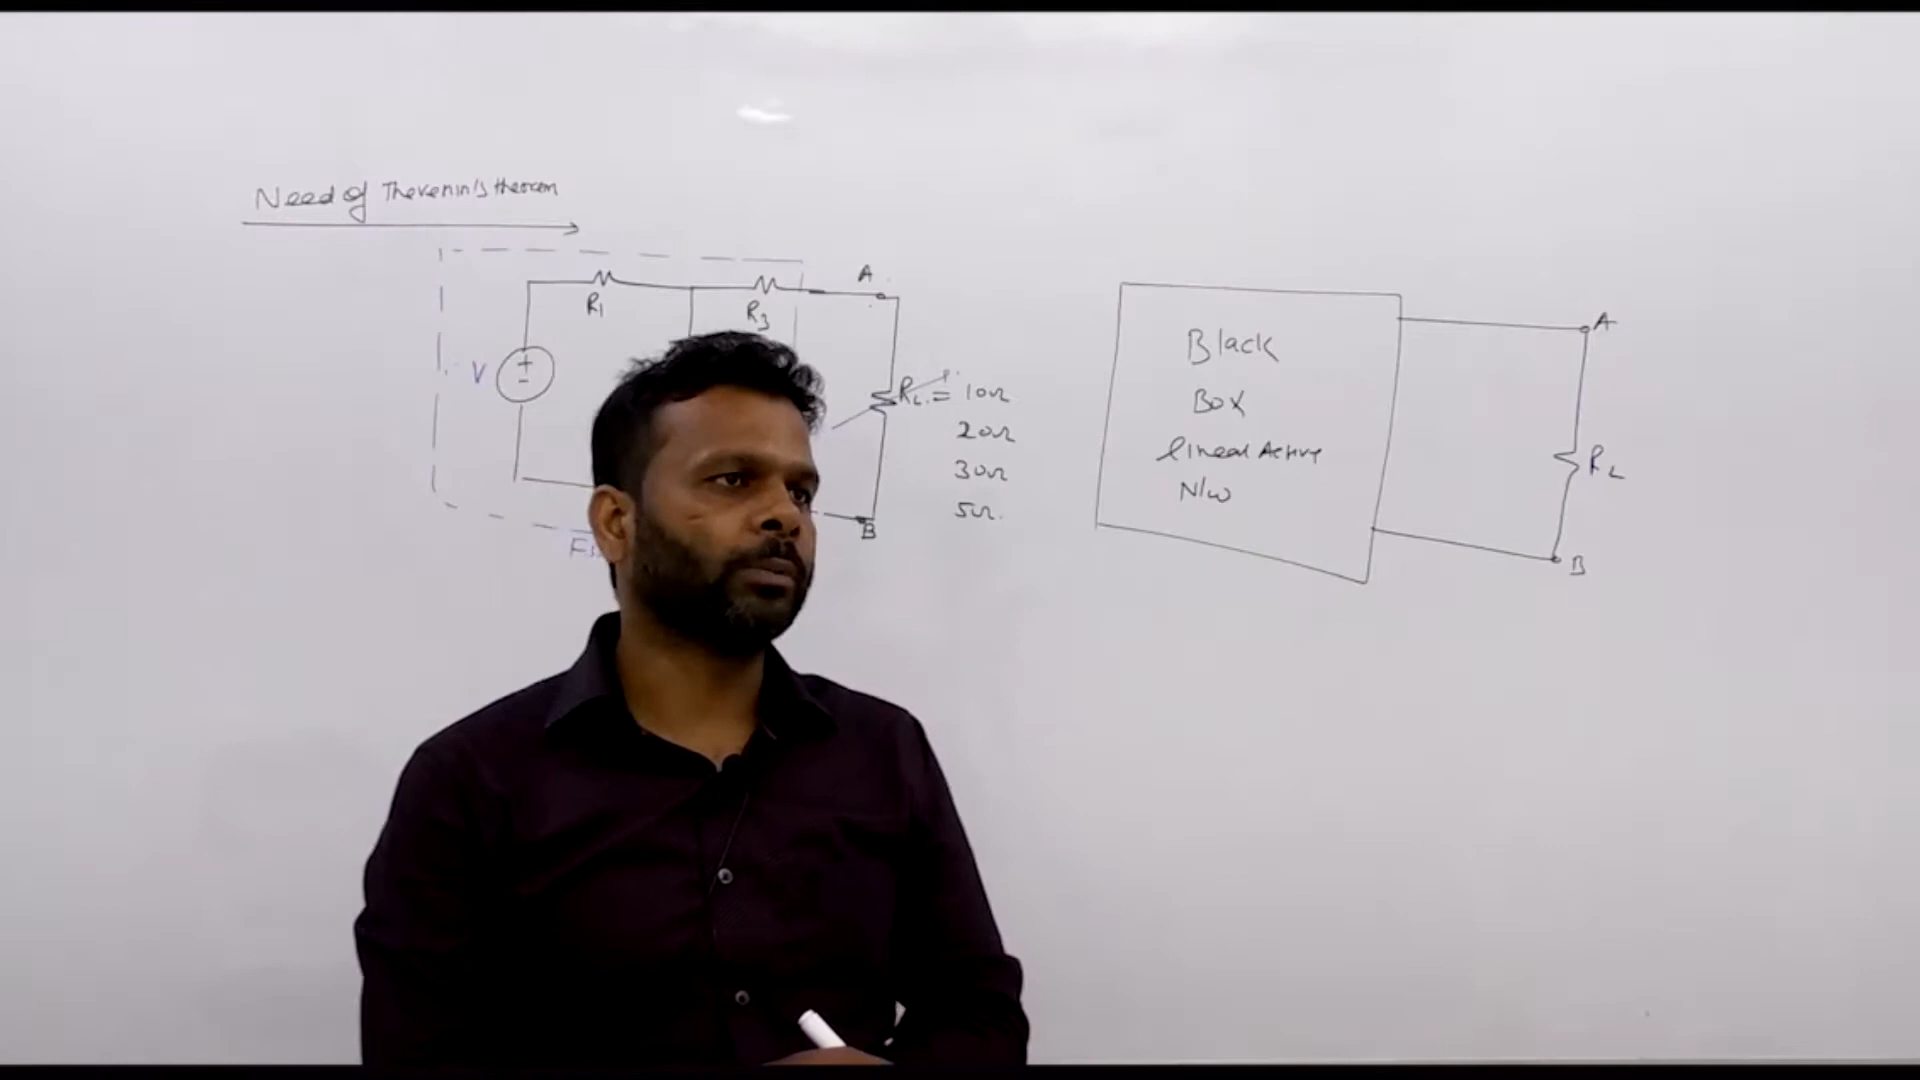 Need of Thevenin's theorem
R1
R3
A
V
+
-
RL = 10Ω
20Ω
30Ω
5Ω.
B
Black
Box
linear Active
N/w
A
RL
B